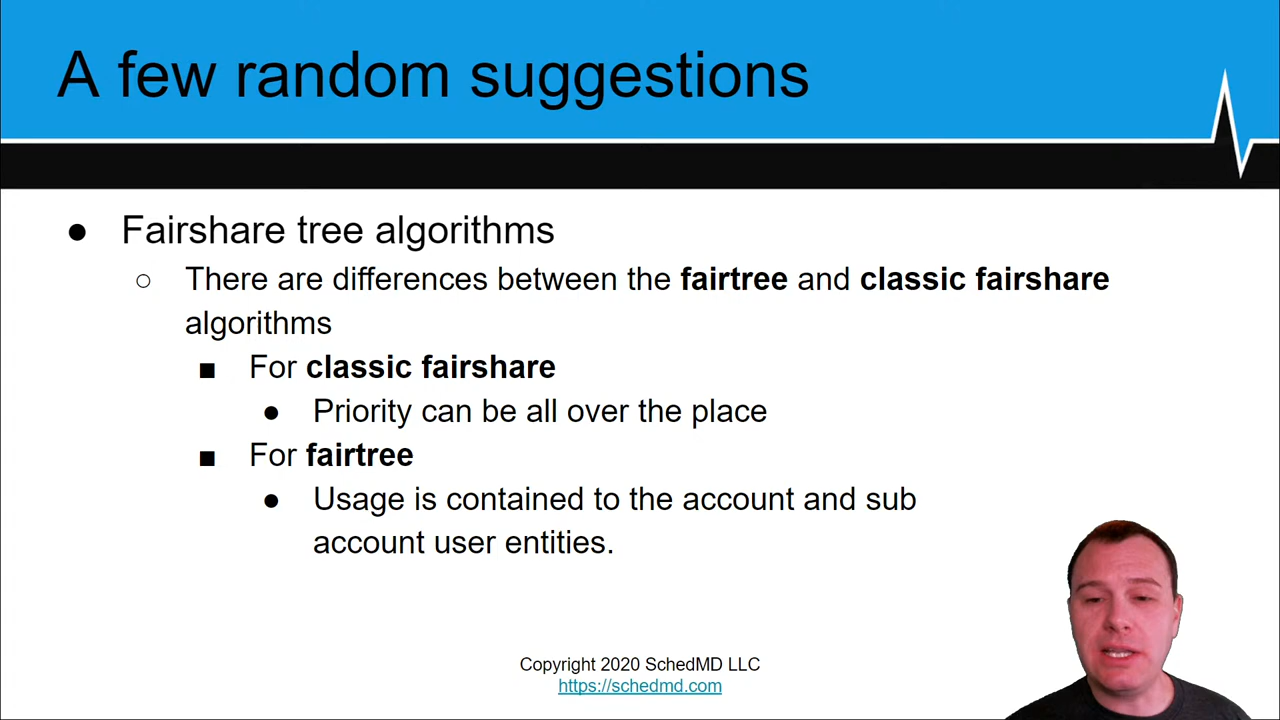 A few random suggestions
● Fairshare tree algorithms
○ There are differences between the fairtree and classic fairshare
algorithms
■ For classic fairshare
● Priority can be all over the place
■ For fairtree
● Usage is contained to the account and sub
account user entities.
Copyright 2020 SchedMD LLC
https://schedmd.com